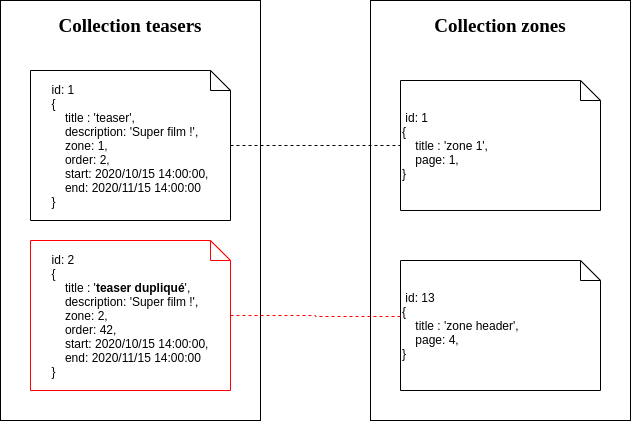 Collection teasers
id: 1
{
title : 'teaser',
description: 'Super film !',
zone: 1,
order: 2,
start: 2020/10/15 14:00:00,
end: 2020/11/15 14:00:00
}
id: 2
{
title : 'teaser dupliqué',
description: 'Super film !',
zone: 2,
order: 42,
start: 2020/10/15 14:00:00,
end: 2020/11/15 14:00:00
}
Collection zones
id: 1
{
title : 'zone 1',
page: 1,
}
id: 13
{
title : 'zone header',
page: 4,
}